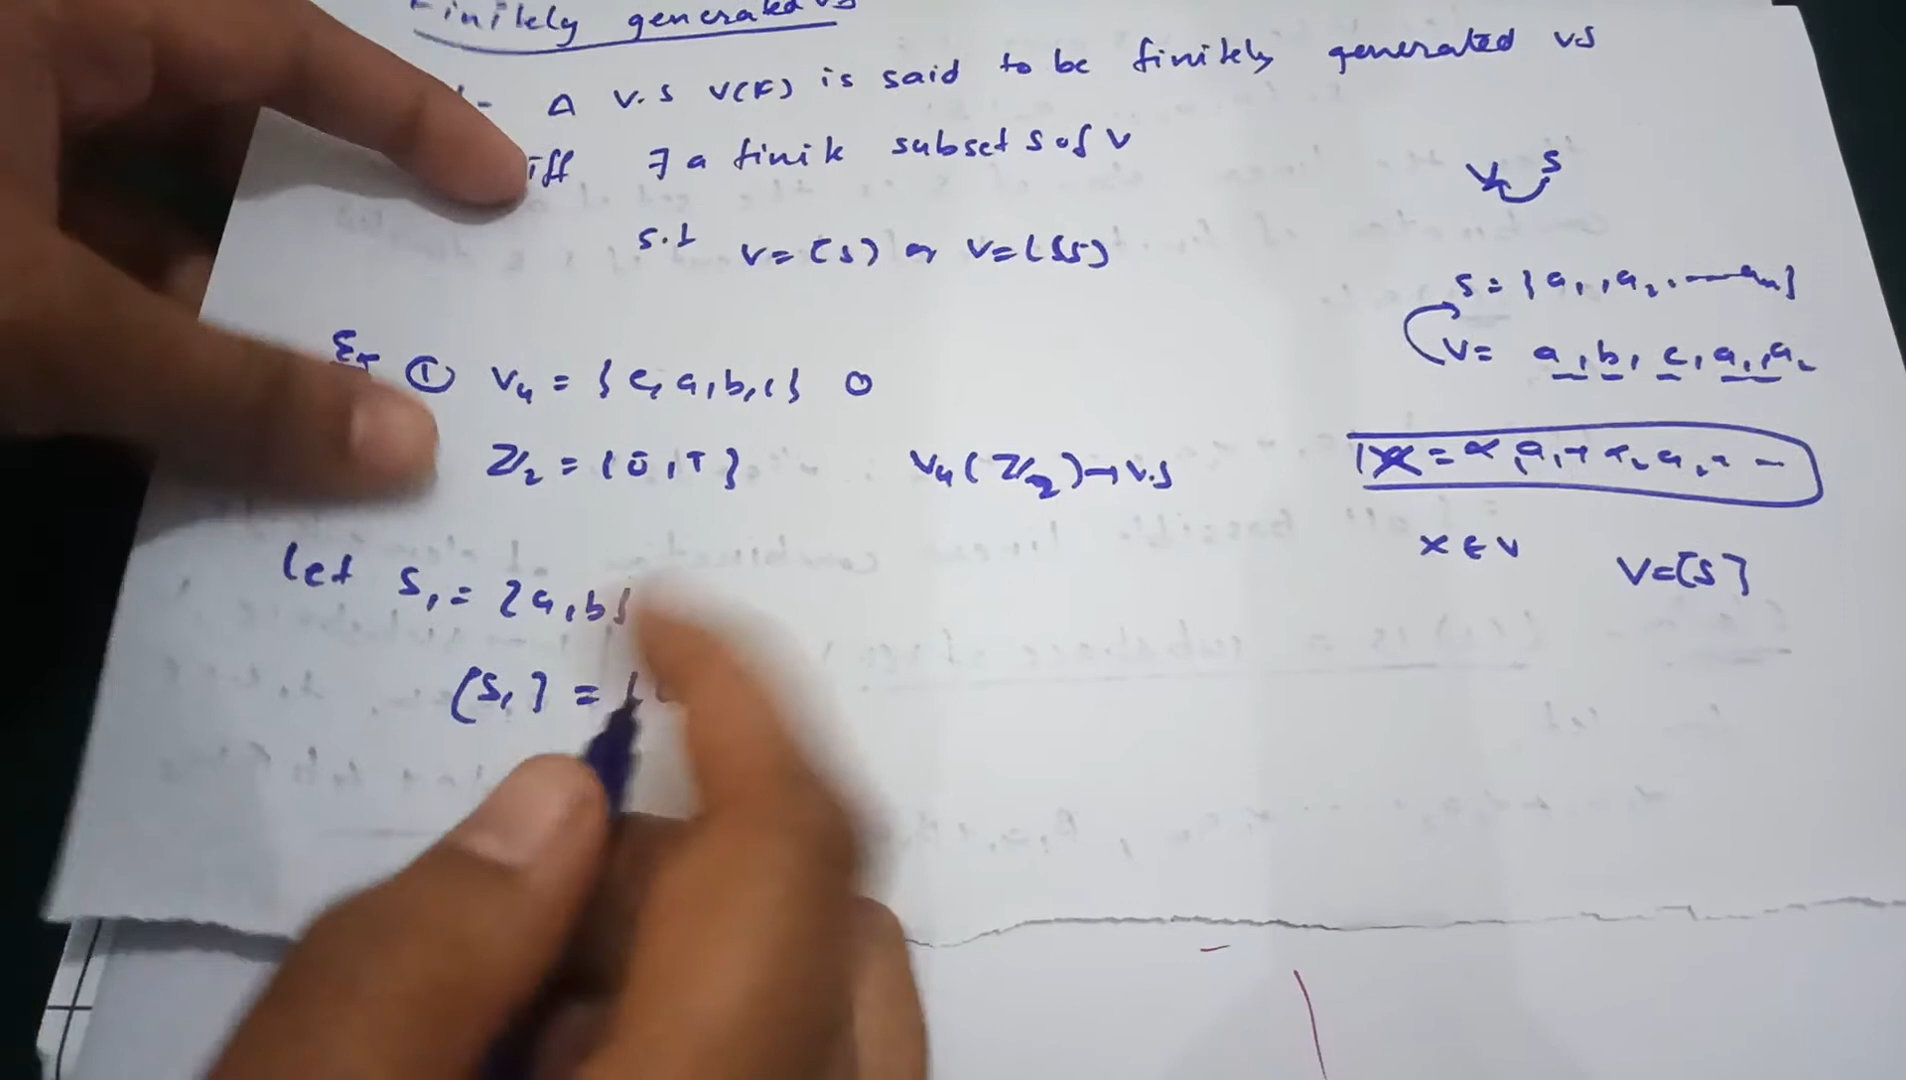 Finitely generated VS
A V.S V(F) is said to be finitely generated VS
iff ∃ a finite subset S of V
s.t V = [S] or V = L(S)
Ex ① V₄ = {e, a, b, c} 0
Z₂ = {0̄, 1̄} V₄(Z₂) → V.S
let S₁ = {a, b}
[S₁] = {
V S
S = {a₁, a₂, --- aₙ}
V = a, b, c, a₁, a₂
x = α₁a₁ + α₂a₂ + --
x ∈ V V = [S]